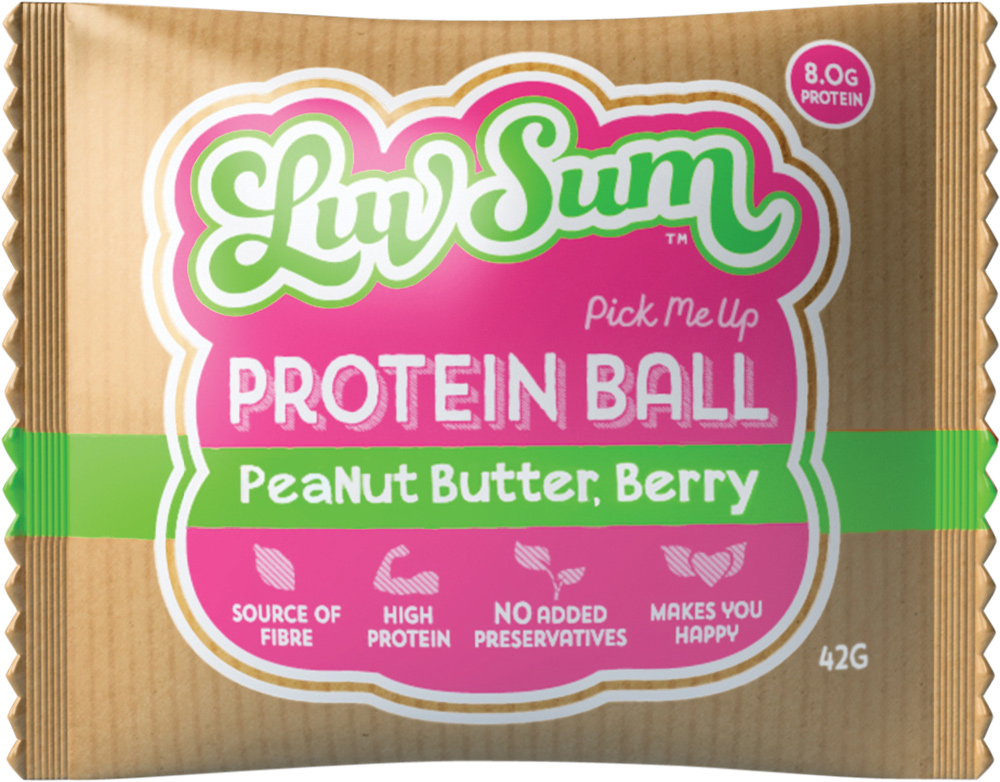 8.0G
PROTEIN
Luv Sum
TM
Pick Me Up
PROTEIN BALL
PeaNut Butter, Berry
SOURCE OF
FIBRE
HIGH
PROTEIN
NO ADDED
PRESERVATIVES
MAKES YOU
HAPPY
42G